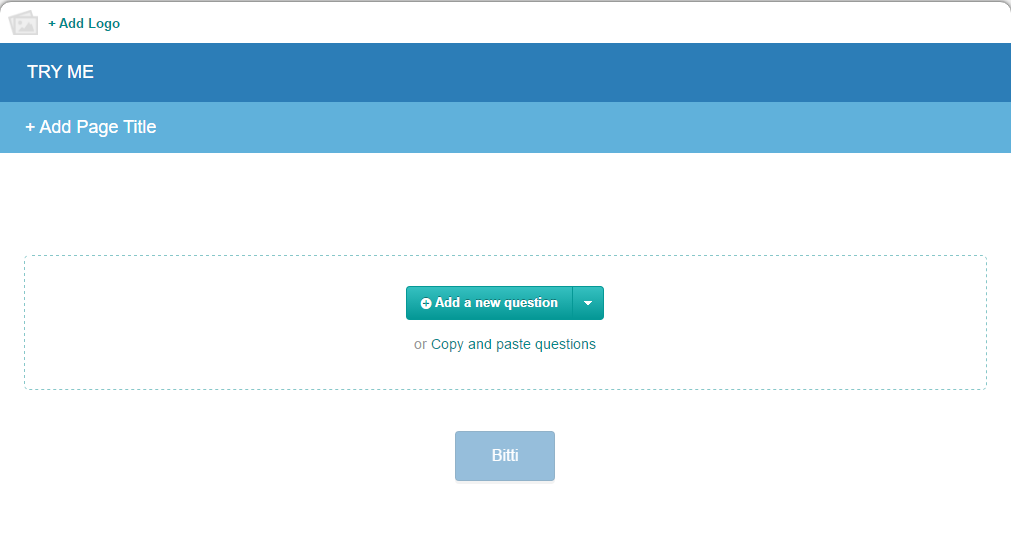 + Add Logo
TRY ME
+ Add Page Title
Add a new question
or Copy and paste questions
Bitti